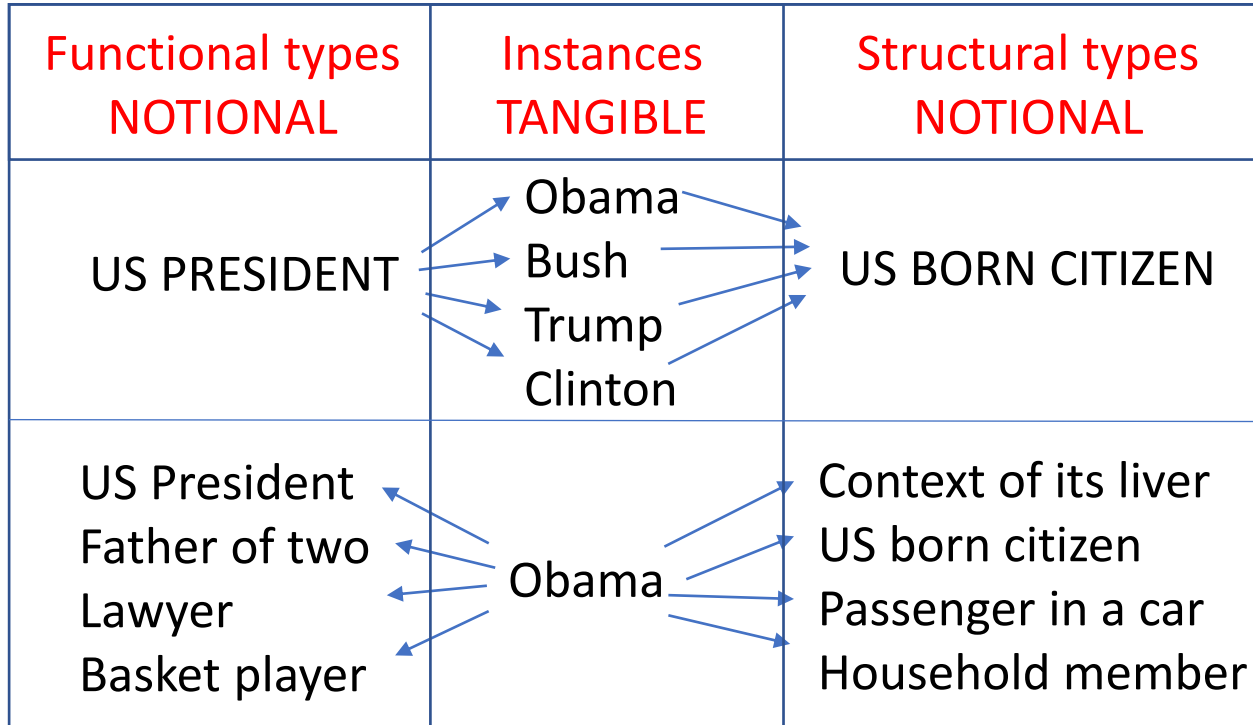 Functional types
NOTIONAL
Instances
TANGIBLE
Structural types
NOTIONAL
US PRESIDENT
Obama
Bush
Trump
Clinton
US BORN CITIZEN
US President
Father of two
Lawyer
Basket player
Obama
Context of its liver
US born citizen
Passenger in a car
Household member